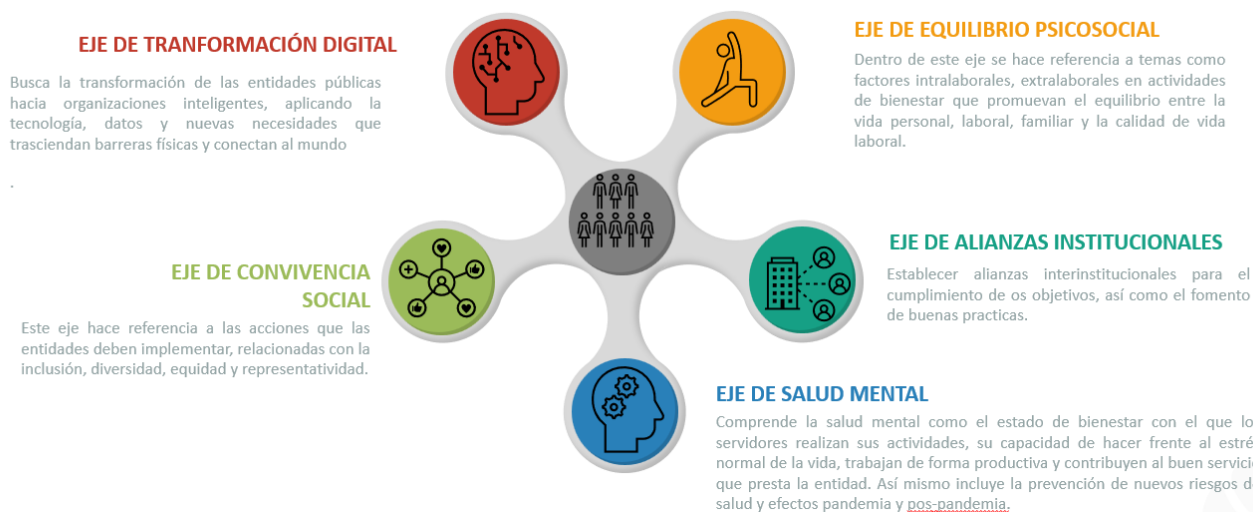 EJE DE TRANFORMACIÓN DIGITAL
Busca la transformación de las entidades públicas
hacia organizaciones inteligentes, aplicando la
tecnología, datos y nuevas necesidades que
trasciendan barreras físicas y conectan al mundo
.
EJE DE EQUILIBRIO PSICOSOCIAL
Dentro de este eje se hace referencia a temas como
factores intralaborales, extralaborales en actividades
de bienestar que promuevan el equilibrio entre la
vida personal, laboral, familiar y la calidad de vida
laboral.
EJE DE CONVIVENCIA
SOCIAL
Este eje hace referencia a las acciones que las
entidades deben implementar, relacionadas con la
inclusión, diversidad, equidad y representatividad.
EJE DE ALIANZAS INSTITUCIONALES
Establecer alianzas interinstitucionales para el
cumplimiento de os objetivos, así como el fomento
de buenas practicas.
EJE DE SALUD MENTAL
Comprende la salud mental como el estado de bienestar con el que lo
servidores realizan sus actividades, su capacidad de hacer frente al estré
normal de la vida, trabajan de forma productiva y contribuyen al buen servici
que presta la entidad. Así mismo incluye la prevención de nuevos riesgos d
salud y efectos pandemia y pos-pandemia.